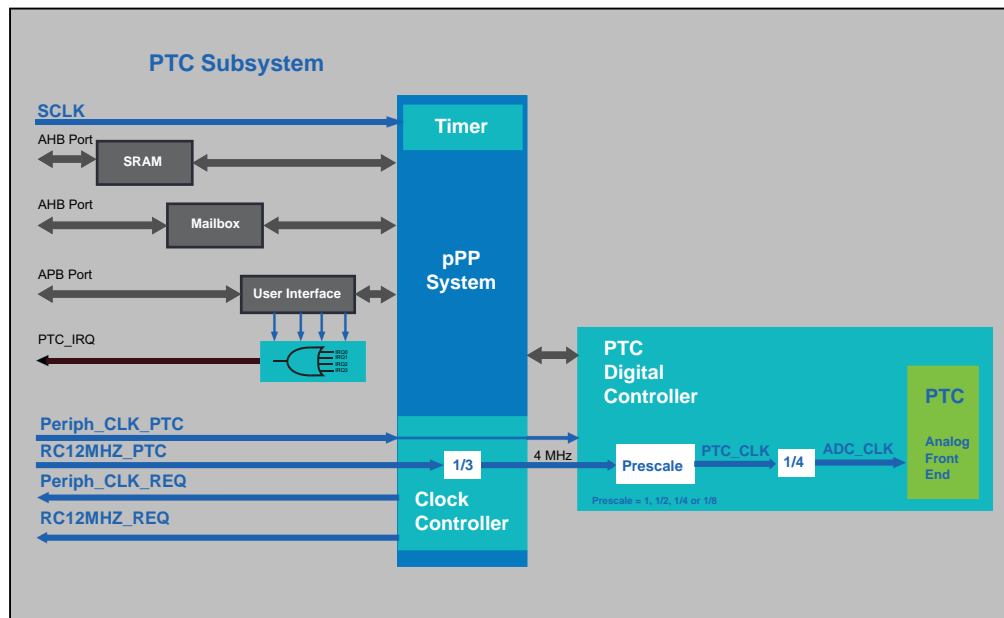 PTC Subsystem
SCLK
Timer
AHB Port
SRAM
AHB Port
Mailbox
pPP
System
APB Port
User Interface
PTC_IRQ
IRQ0
IRQ1
IRQ2
IRQ3
PTC
Digital
Controller
PTC
Analog
Front
End
Periph_CLK_PTC
RC12MHZ_PTC
1/3
4 MHz
Prescale
PTC_CLK
1/4
ADC_CLK
Periph_CLK_REQ
Clock
Controller
Prescale = 1, 1/2, 1/4 or 1/8
RC12MHZ_REQ